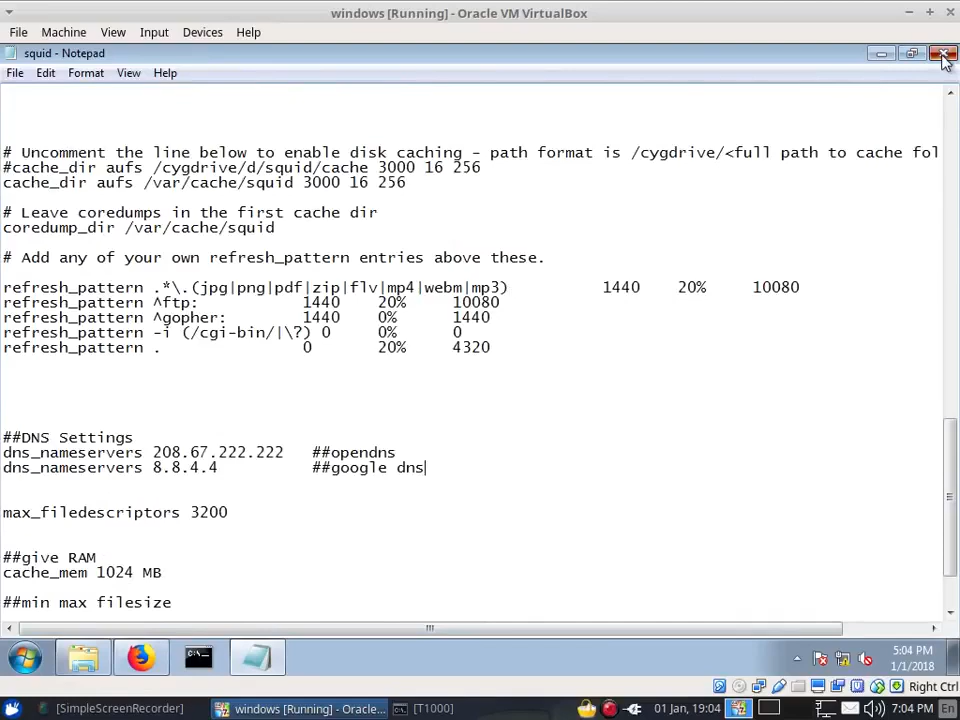 windows [Running] - Oracle VM VirtualBox
File Machine View Input Devices Help
squid - Notepad
File Edit Format View Help
# Uncomment the line below to enable disk caching - path format is /cygdrive/<full path to cache fol
#cache_dir aufs /cygdrive/d/squid/cache 3000 16 256
cache_dir aufs /var/cache/squid 3000 16 256
# Leave coredumps in the first cache dir
coredump_dir /var/cache/squid
# Add any of your own refresh_pattern entries above these.
refresh_pattern .*\.(jpg|png|pdf|zip|flv|mp4|webm|mp3) 1440 20% 10080
refresh_pattern ^ftp: 1440 20% 10080
refresh_pattern ^gopher: 1440 0% 1440
refresh_pattern -i (/cgi-bin/|\?) 0 0% 0
refresh_pattern . 0 20% 4320
##DNS Settings
dns_nameservers 208.67.222.222 ##opendns
dns_nameservers 8.8.4.4 ##google dns
max_filedescriptors 3200
##give RAM
cache_mem 1024 MB
##min max filesize
5:04 PM
1/1/2018
Right Ctrl
[SimpleScreenRecorder] windows [Running] - Oracle... [T1000] 01 Jan, 19:04 7:04 PM En